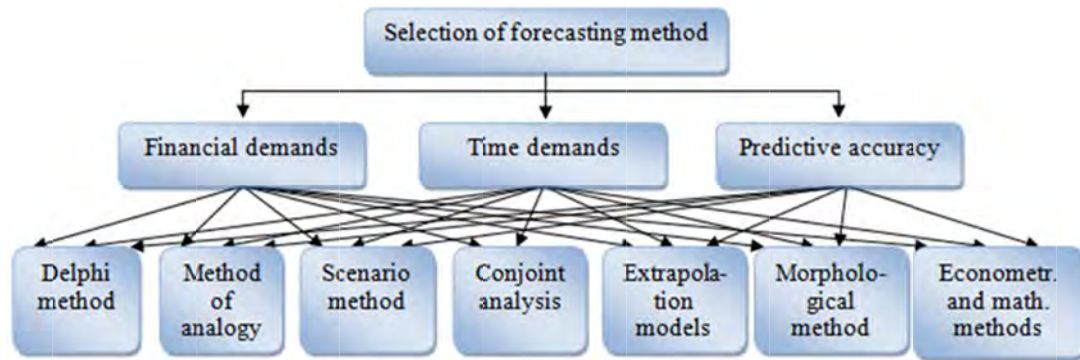 Selection of forecasting method
Financial demands
Time demands
Predictive accuracy
Delphi
method
Method
of
analogy
Scenario
method
Conjoint
analysis
Extrapola-
tion
models
Morpholo-
gical
method
Econometr.
and math.
methods